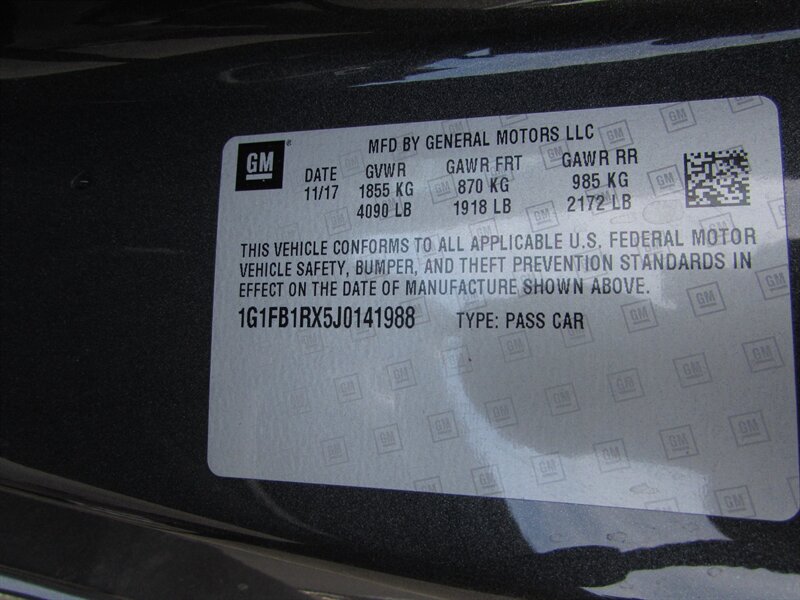 GM®
MFD BY GENERAL MOTORS LLC
DATE GVWR GAWR FRT GAWR RR
11/17 1855 KG 870 KG 985 KG
4090 LB 1918 LB 2172 LB
THIS VEHICLE CONFORMS TO ALL APPLICABLE U.S. FEDERAL MOTOR
VEHICLE SAFETY, BUMPER, AND THEFT PREVENTION STANDARDS IN
EFFECT ON THE DATE OF MANUFACTURE SHOWN ABOVE.
1G1FB1RX5J0141988 TYPE: PASS CAR